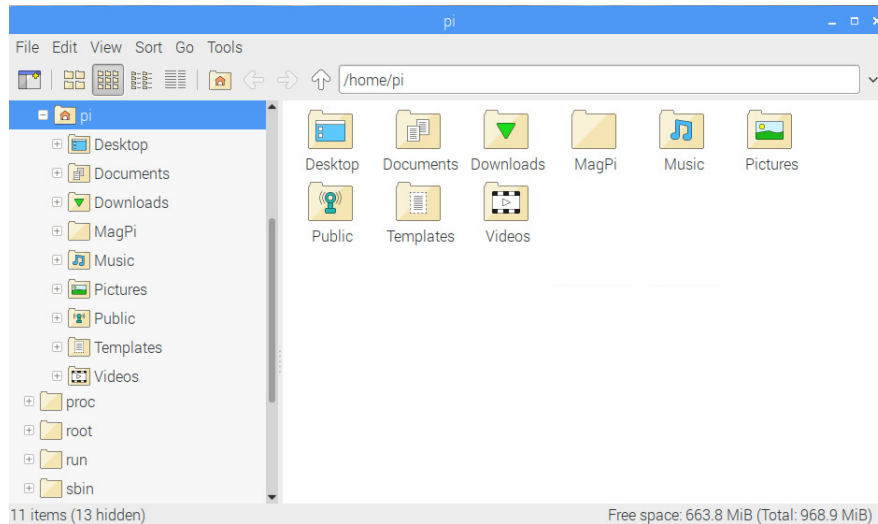 pi
File Edit View Sort Go Tools
/home/pi
pi
Desktop
Documents
Downloads
MagPi
Music
Pictures
Public
Templates
Videos
proc
root
run
sbin
Desktop Documents Downloads MagPi Music Pictures
Public Templates Videos
11 items (13 hidden) Free space: 663.8 MiB (Total: 968.9 MiB)